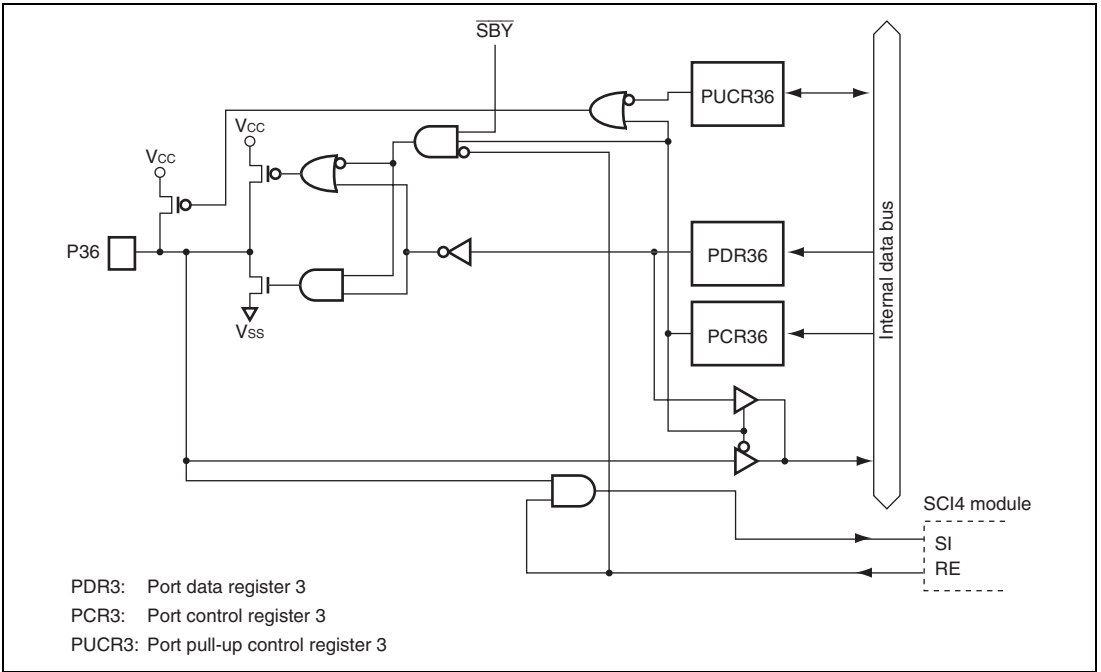 SBY
PUCR36
VCC
VCC
P36
PDR36
PCR36
VSS
Internal data bus
SCI4 module
SI
RE
PDR3: Port data register 3
PCR3: Port control register 3
PUCR3: Port pull-up control register 3